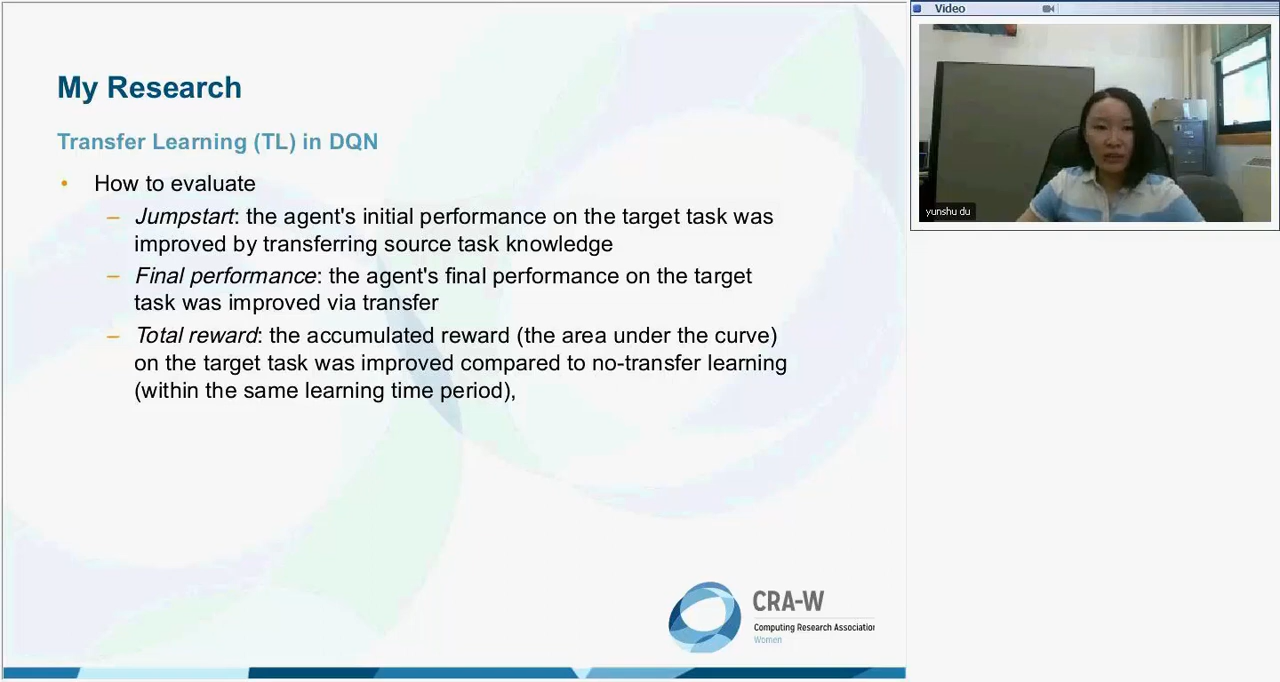 Video
My Research
Transfer Learning (TL) in DQN
• How to evaluate
– Jumpstart: the agent's initial performance on the target task was
improved by transferring source task knowledge
– Final performance: the agent's final performance on the target
task was improved via transfer
– Total reward: the accumulated reward (the area under the curve)
on the target task was improved compared to no-transfer learning
(within the same learning time period),
yunshu du
CRA-W
Computing Research Association
Women